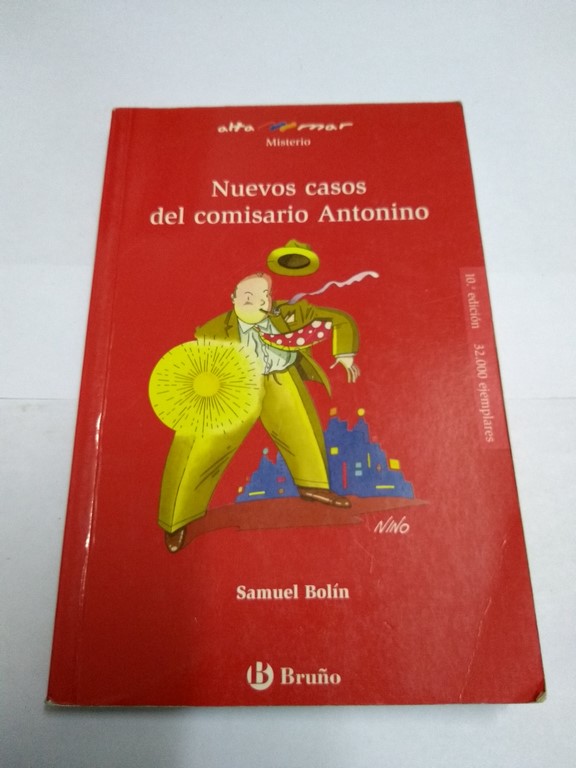 alta mar
Misterio
Nuevos casos
del comisario Antonino
10.ª edición 32.000 ejemplares
NINO
Samuel Bolín
B Bruño